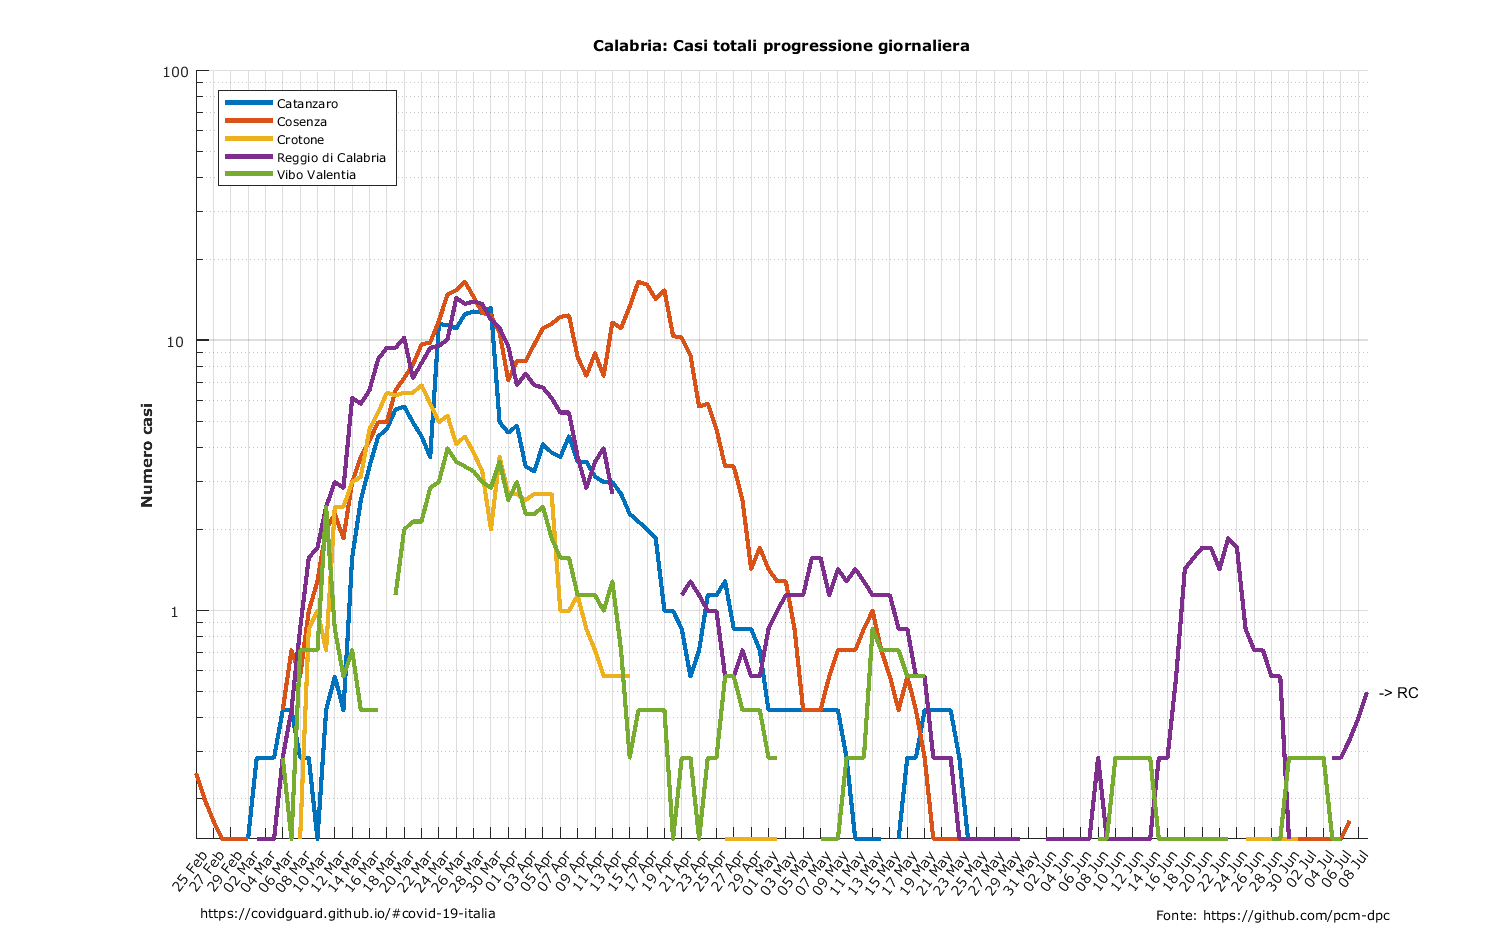 Calabria: Casi totali progressione giornaliera
100
10
1
Numero casi
Catanzaro
Cosenza
Crotone
Reggio di Calabria
Vibo Valentia
-> RC
25 Feb
27 Feb
29 Feb
02 Mar
04 Mar
06 Mar
08 Mar
10 Mar
12 Mar
14 Mar
16 Mar
18 Mar
20 Mar
22 Mar
24 Mar
26 Mar
28 Mar
30 Mar
01 Apr
03 Apr
05 Apr
07 Apr
09 Apr
11 Apr
13 Apr
15 Apr
17 Apr
19 Apr
21 Apr
23 Apr
25 Apr
27 Apr
29 Apr
01 May
03 May
05 May
07 May
09 May
11 May
13 May
15 May
17 May
19 May
21 May
23 May
25 May
27 May
29 May
31 May
02 Jun
04 Jun
06 Jun
08 Jun
10 Jun
12 Jun
14 Jun
16 Jun
18 Jun
20 Jun
22 Jun
24 Jun
26 Jun
28 Jun
30 Jun
02 Jul
04 Jul
06 Jul
08 Jul
https://covidguard.github.io/#covid-19-italia
Fonte: https://github.com/pcm-dpc